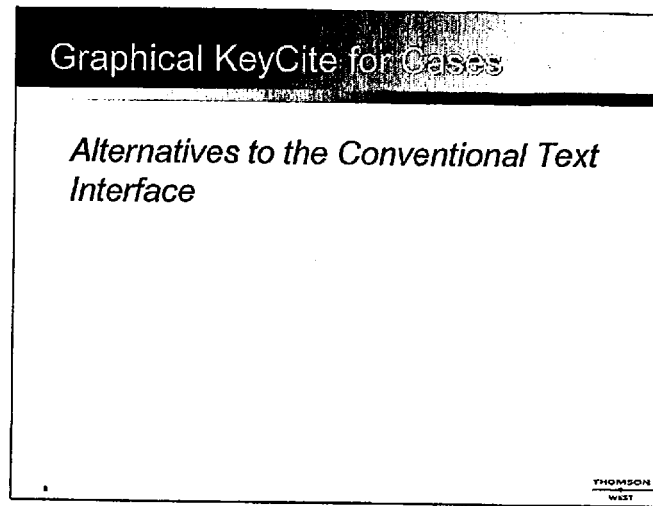 Graphical KeyCite for Cases
Alternatives to the Conventional Text
Interface
THOMSON
WEST